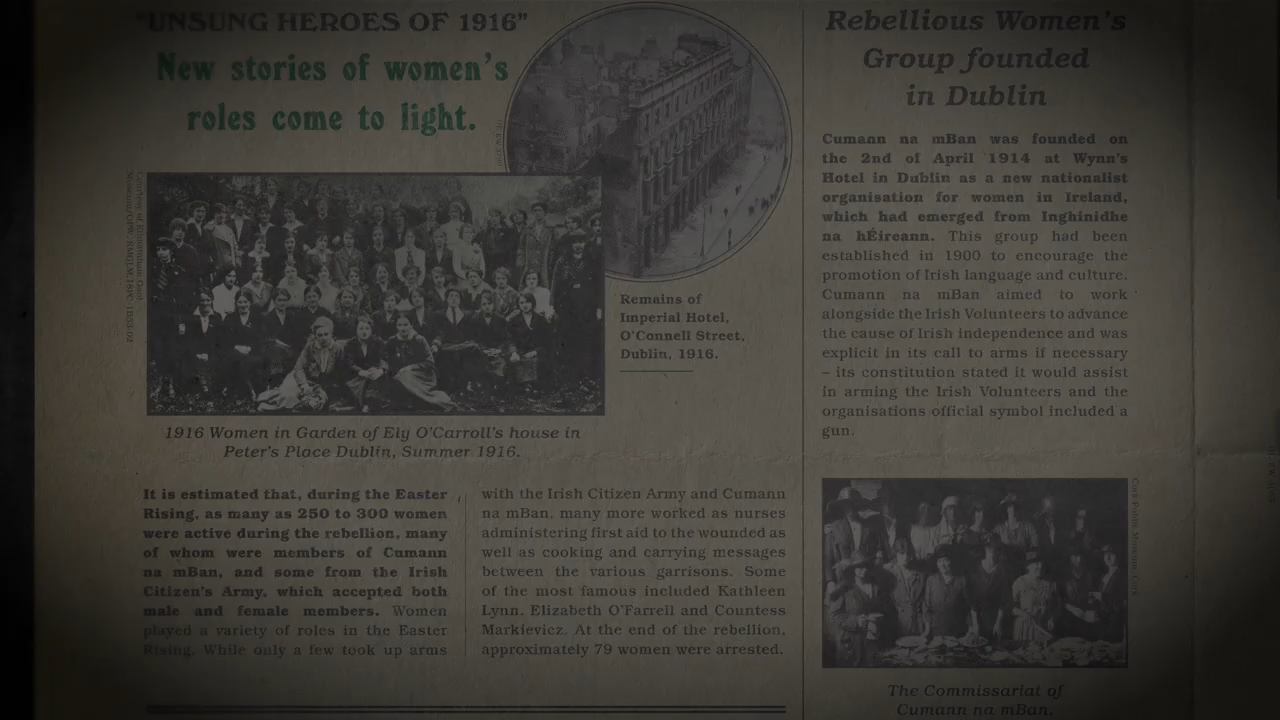 "UNSUNG HEROES OF 1916"
New stories of women's
roles come to light.
Remains of
Imperial Hotel,
O'Connell Street,
Dublin, 1916.
1916 Women in Garden of Ely O'Carroll's house in
Peter's Place Dublin, Summer 1916.
It is estimated that, during the Easter
Rising, as many as 250 to 300 women
were active during the rebellion, many
of whom were members of Cumann
na mBan, and some from the Irish
Citizen's Army, which accepted both
male and female members. Women
played a variety of roles in the Easter
Rising. While only a few took up arms
with the Irish Citizen Army and Cumann
na mBan, many more worked as nurses
administering first aid to the wounded as
well as cooking and carrying messages
between the various garrisons. Some
of the most famous included Kathleen
Lynn, Elizabeth O'Farrell and Countess
Markievicz. At the end of the rebellion,
approximately 79 women were arrested.
Rebellious Women's
Group founded
in Dublin
Cumann na mBan was founded on
the 2nd of April 1914 at Wynn's
Hotel in Dublin as a new nationalist
organisation for women in Ireland,
which had emerged from Inghinidhe
na hÉireann. This group had been
established in 1900 to encourage the
promotion of Irish language and culture.
Cumann na mBan aimed to work
alongside the Irish Volunteers to advance
the cause of Irish independence and was
explicit in its call to arms if necessary
– its constitution stated it would assist
in arming the Irish Volunteers and the
organisations official symbol included a
gun.
The Commissariat of
Cumann na mBan,